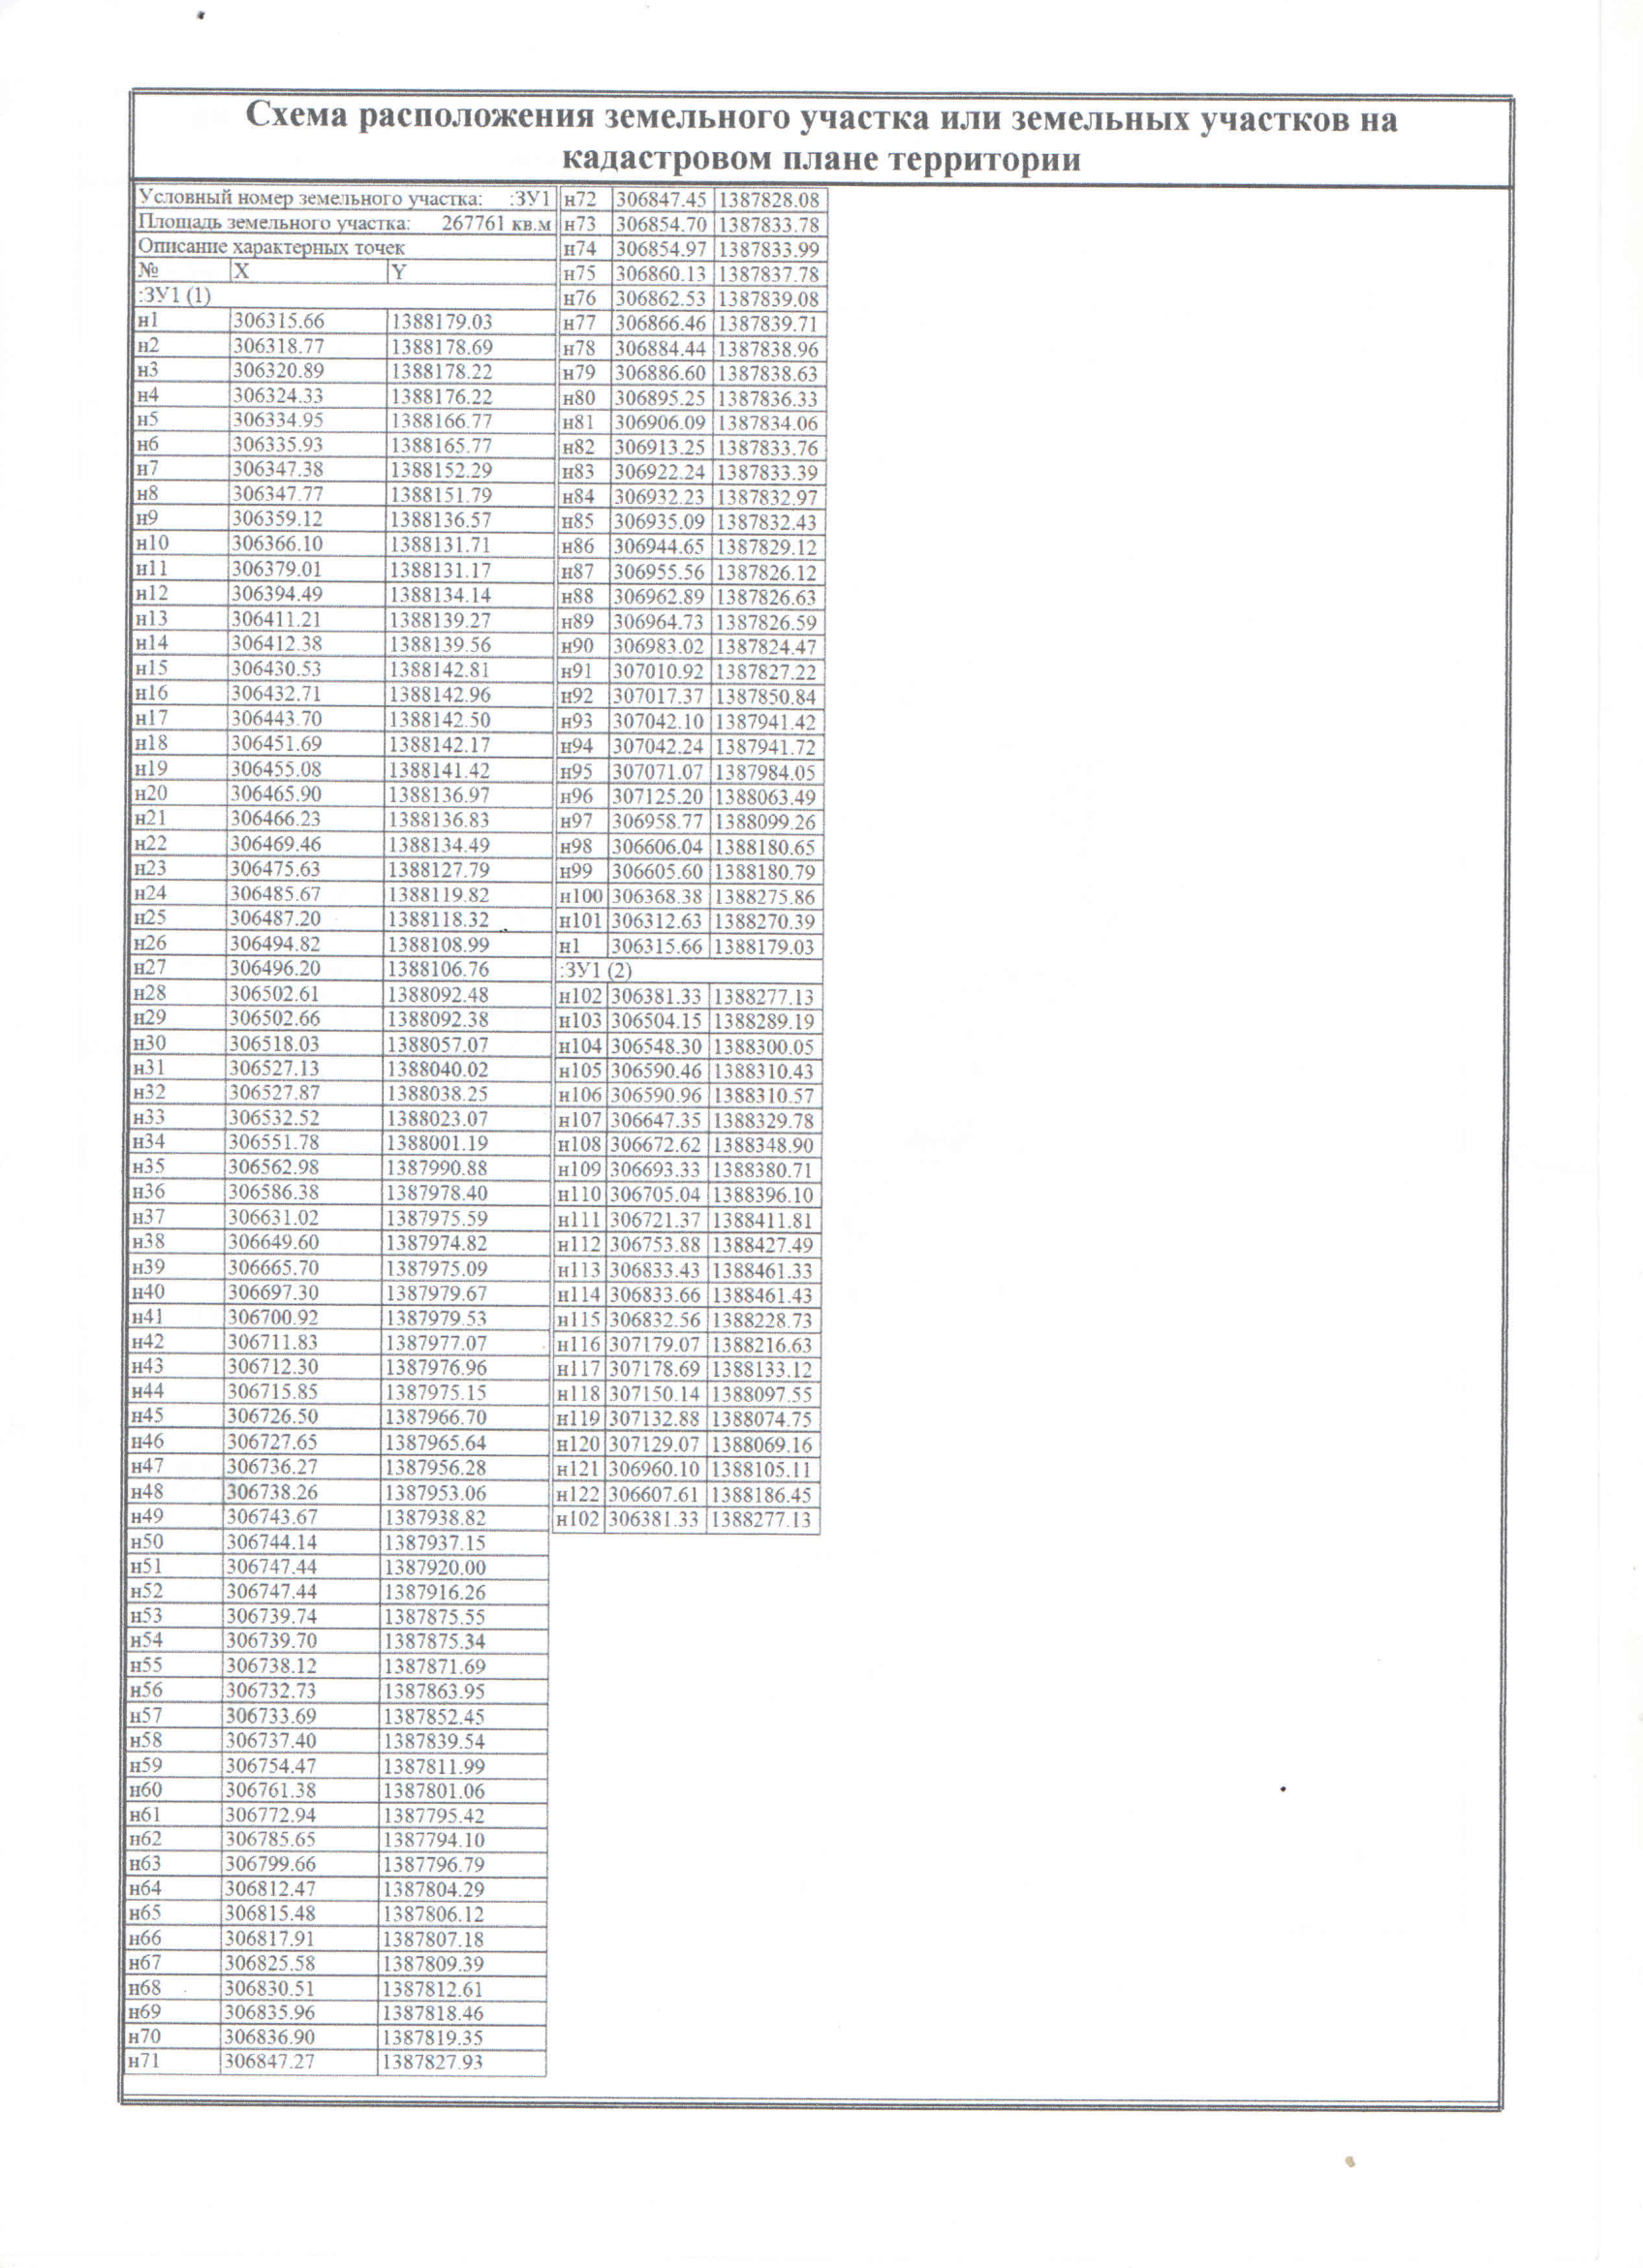 Схема расположения земельного участка или земельных участков на
кадастровом плане территории
Условный номер земельного участка: :ЗУ1
Площадь земельного участка: 267761 кв.м
Описание характерных точек
№ X Y
:ЗУ1 (1)
н1 306315.66 1388179.03
н2 306318.77 1388178.69
н3 306320.89 1388178.22
н4 306324.33 1388176.22
н5 306334.95 1388166.77
н6 306335.93 1388165.77
н7 306347.38 1388152.29
н8 306347.77 1388151.79
н9 306359.12 1388136.57
н10 306366.10 1388131.71
н11 306379.01 1388131.17
н12 306394.49 1388134.14
н13 306411.21 1388139.27
н14 306412.38 1388139.56
н15 306430.53 1388142.81
н16 306432.71 1388142.96
н17 306443.70 1388142.50
н18 306451.69 1388142.17
н19 306455.08 1388141.42
н20 306465.90 1388136.97
н21 306466.23 1388136.83
н22 306469.46 1388134.49
н23 306475.63 1388127.79
н24 306485.67 1388119.82
н25 306487.20 1388118.32
н26 306494.82 1388108.99
н27 306496.20 1388106.76
н28 306502.61 1388092.48
н29 306502.66 1388092.38
н30 306518.03 1388057.07
н31 306527.13 1388040.02
н32 306527.87 1388038.25
н33 306532.52 1388023.07
н34 306551.78 1388001.19
н35 306562.98 1387990.88
н36 306586.38 1387978.40
н37 306631.02 1387975.59
н38 306649.60 1387974.82
н39 306665.70 1387975.09
н40 306697.30 1387979.67
н41 306700.92 1387979.53
н42 306711.83 1387977.07
н43 306712.30 1387976.96
н44 306715.85 1387975.15
н45 306726.50 1387966.70
н46 306727.65 1387965.64
н47 306736.27 1387956.28
н48 306738.26 1387953.06
н49 306743.67 1387938.82
н50 306744.14 1387937.15
н51 306747.44 1387920.00
н52 306747.44 1387916.26
н53 306739.74 1387875.55
н54 306739.70 1387875.34
н55 306738.12 1387871.69
н56 306732.73 1387863.95
н57 306733.69 1387852.45
н58 306737.40 1387839.54
н59 306754.47 1387811.99
н60 306761.38 1387801.06
н61 306772.94 1387795.42
н62 306785.65 1387794.10
н63 306799.66 1387796.79
н64 306812.47 1387804.29
н65 306815.48 1387806.12
н66 306817.91 1387807.18
н67 306825.58 1387809.39
н68 306830.51 1387812.61
н69 306835.96 1387818.46
н70 306836.90 1387819.35
н71 306847.27 1387827.93
н72 306847.45 1387828.08
н73 306854.70 1387833.78
н74 306854.97 1387833.99
н75 306860.13 1387837.78
н76 306862.53 1387839.08
н77 306866.46 1387839.71
н78 306884.44 1387838.96
н79 306886.60 1387838.63
н80 306895.25 1387836.33
н81 306906.09 1387834.06
н82 306913.25 1387833.76
н83 306922.24 1387833.39
н84 306932.23 1387832.97
н85 306935.09 1387832.43
н86 306944.65 1387829.12
н87 306955.56 1387826.12
н88 306962.89 1387826.63
н89 306964.73 1387826.59
н90 306983.02 1387824.47
н91 307010.92 1387827.22
н92 307017.37 1387850.84
н93 307042.10 1387941.42
н94 307042.24 1387941.72
н95 307071.07 1387984.05
н96 307125.20 1388063.49
н97 306958.77 1388099.26
н98 306606.04 1388180.65
н99 306605.60 1388180.79
н100 306368.38 1388275.86
н101 306312.63 1388270.39
н1 306315.66 1388179.03
:ЗУ1 (2)
н102 306381.33 1388277.13
н103 306504.15 1388289.19
н104 306548.30 1388300.05
н105 306590.46 1388310.43
н106 306590.96 1388310.57
н107 306647.35 1388329.78
н108 306672.62 1388348.90
н109 306693.33 1388380.71
н110 306705.04 1388396.10
н111 306721.37 1388411.81
н112 306753.88 1388427.49
н113 306833.43 1388461.33
н114 306833.66 1388461.43
н115 306832.56 1388228.73
н116 307179.07 1388216.63
н117 307178.69 1388133.12
н118 307150.14 1388097.55
н119 307132.88 1388074.75
н120 307129.07 1388069.16
н121 306960.10 1388105.11
н122 306607.61 1388186.45
н102 306381.33 1388277.13